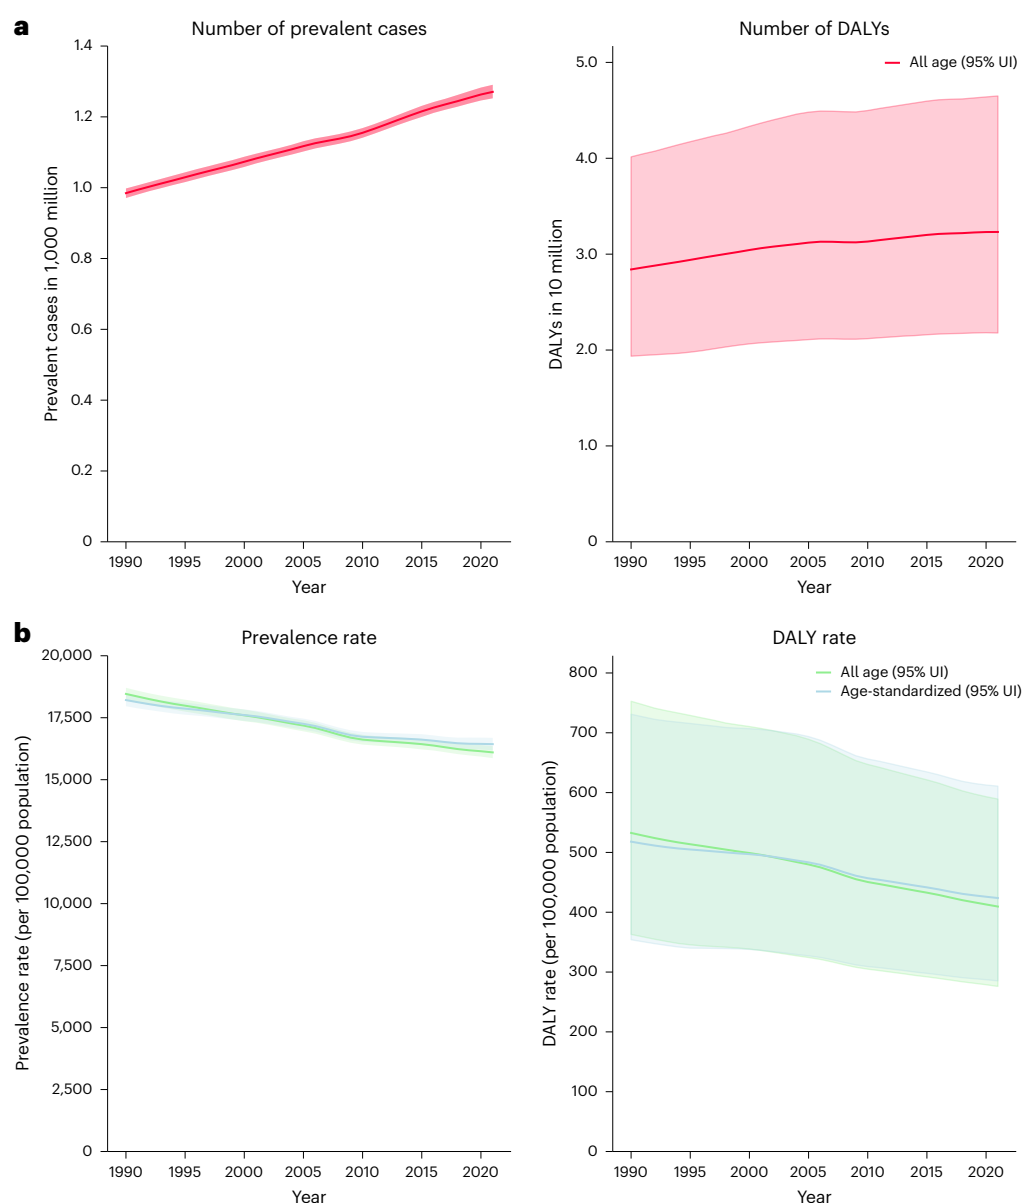 a
Number of prevalent cases
Prevalent cases in 1,000 million
1.4
1.2
1.0
0.8
0.6
0.4
0.2
0
1990 1995 2000 2005 2010 2015 2020
Year
Number of DALYs
All age (95% UI)
DALYs in 10 million
5.0
4.0
3.0
2.0
1.0
0
1990 1995 2000 2005 2010 2015 2020
Year
b
Prevalence rate
Prevalence rate (per 100,000 population)
20,000
17,500
15,000
12,500
10,000
7,500
5,000
2,500
0
1990 1995 2000 2005 2010 2015 2020
Year
DALY rate
All age (95% UI)
Age-standardized (95% UI)
DALY rate (per 100,000 population)
800
700
600
500
400
300
200
100
0
1990 1995 2000 2005 2010 2015 2020
Year